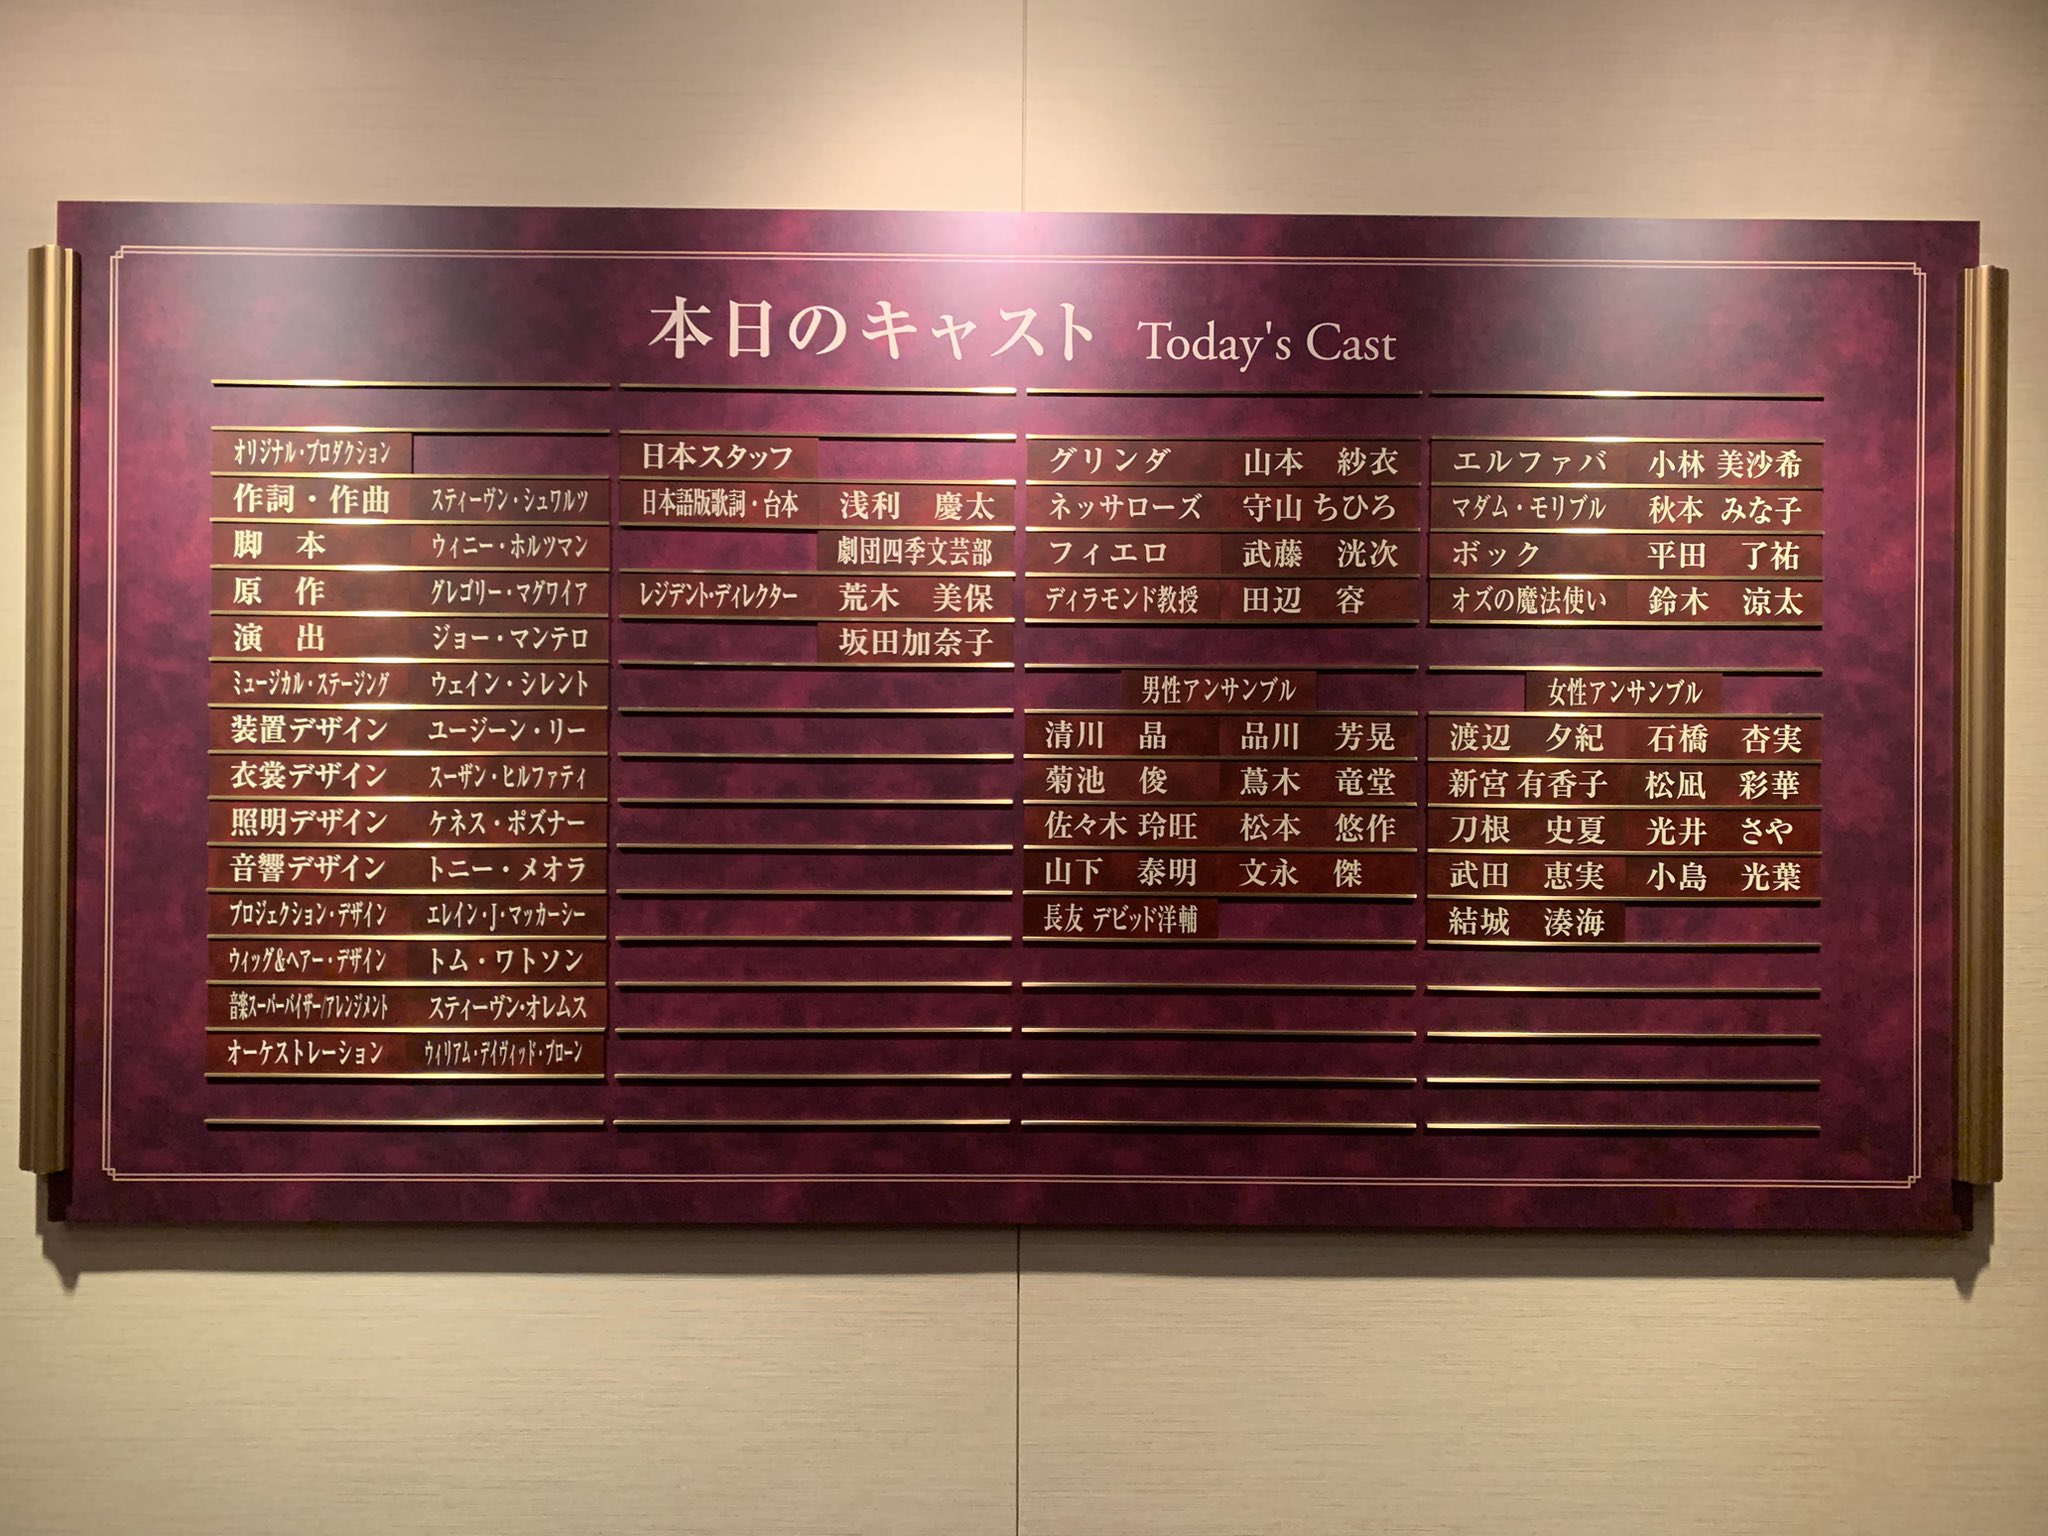 本日のキャスト Today's Cast
オリジナル・プロダクション
作詞・作曲 スティーヴン・シュワルツ
脚 本 ウィニー・ホルツマン
原 作 グレゴリー・マグワイア
演 出 ジョー・マンテロ
ミュージカル・ステージング ウェイン・シレント
装置デザイン ユージーン・リー
衣裳デザイン スーザン・ヒルファティ
照明デザイン ケネス・ポズナー
音響デザイン トニー・メオラ
プロジェクション・デザイン エレイン・J・マッカーシー
ウィッグ&ヘアー・デザイン トム・ワトソン
音楽スーパーバイザー/アレンジメント スティーヴン・オレムス
オーケストレーション ウィリアム・デイヴィッド・ブローン
日本スタッフ
日本語版歌詞・台本 浅利 慶太
劇団四季文芸部
レジデント・ディレクター 荒木 美保
坂田加奈子
グリンダ 山本 紗衣
ネッサローズ 守山 ちひろ
フィエロ 武藤 洸次
ディラモンド教授 田辺 容
男性アンサンブル
清川 晶 品川 芳晃
菊池 俊 蔦木 竜堂
佐々木 玲旺 松本 悠作
山下 泰明 文永 傑
長友 デビッド洋輔
エルファバ 小林 美沙希
マダム・モリブル 秋本 みな子
ボック 平田 了祐
オズの魔法使い 鈴木 涼太
女性アンサンブル
渡辺 夕紀 石橋 杏実
新宮 有香子 松凪 彩華
刀根 史夏 光井 さや
武田 恵実 小島 光葉
結城 湊海